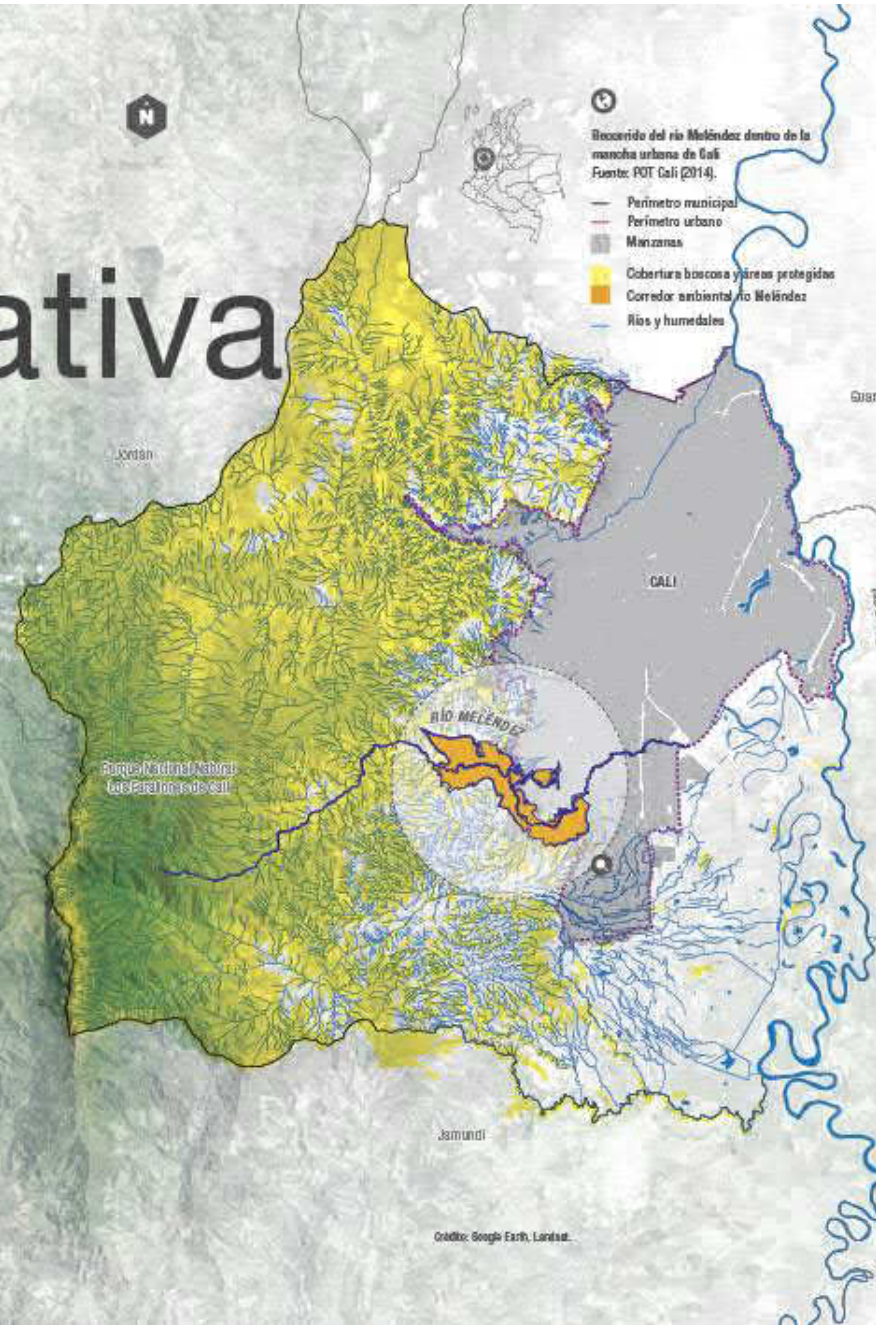 N
Recorrido del río Meléndez dentro de la
mancha urbana de Cali
Fuente: POT Cali (2014).
Perímetro municipal
Perímetro urbano
Manzanas
Cobertura boscosa y áreas protegidas
Corredor ambiental río Meléndez
Ríos y humedales
ativa
Guar
Jordán
CALI
RÍO MELÉNDEZ
Parque Nacional Natural
Los Farallones de Cali
Jamundí
Crédito: Google Earth, Landsat.